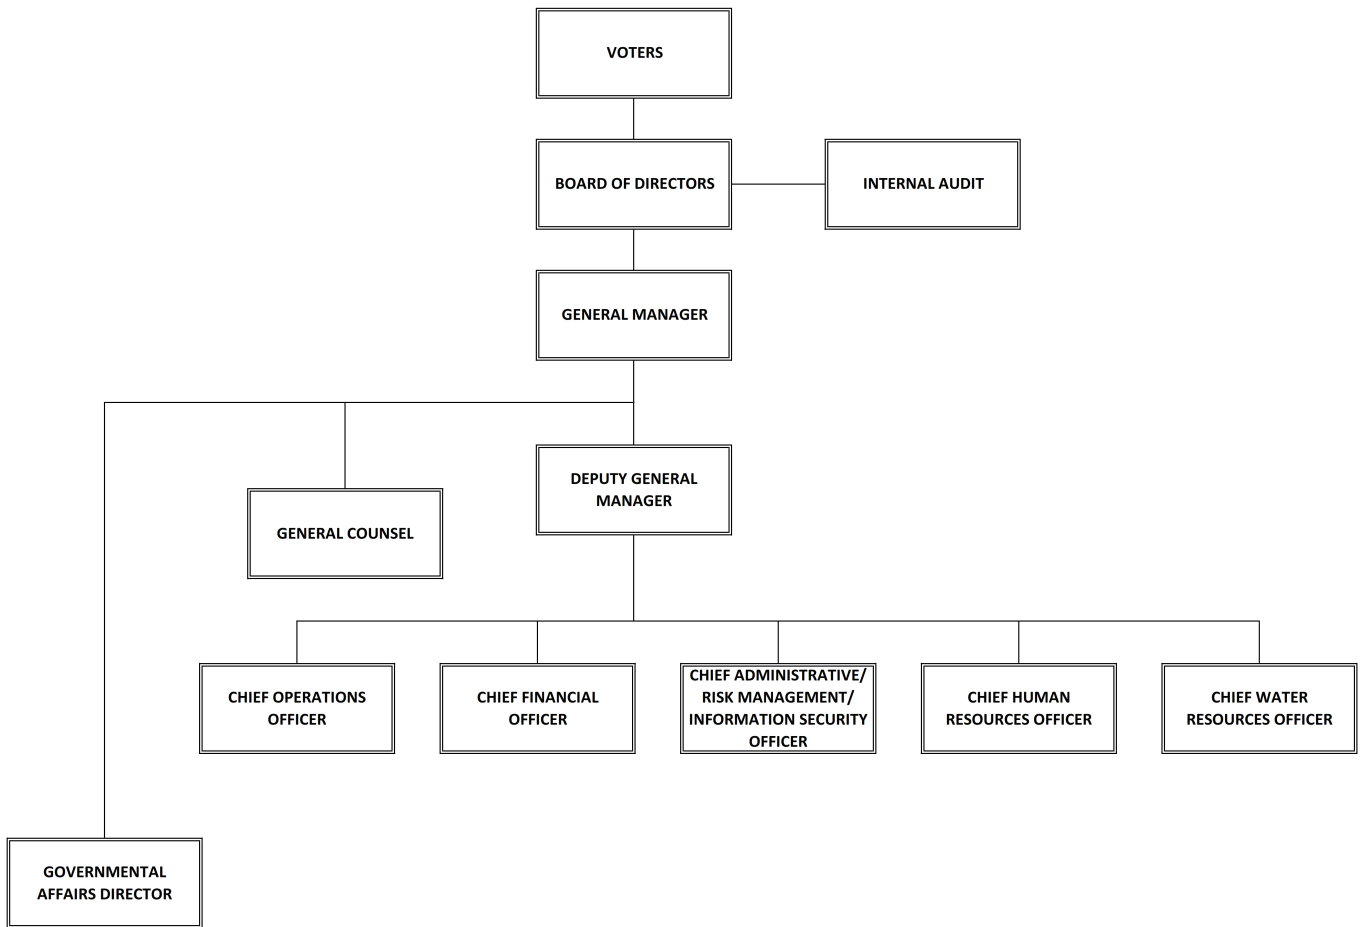 VOTERS
BOARD OF DIRECTORS
INTERNAL AUDIT
GENERAL MANAGER
DEPUTY GENERAL
MANAGER
GENERAL COUNSEL
CHIEF OPERATIONS
OFFICER
CHIEF FINANCIAL
OFFICER
CHIEF ADMINISTRATIVE/
RISK MANAGEMENT/
INFORMATION SECURITY
OFFICER
CHIEF HUMAN
RESOURCES OFFICER
CHIEF WATER
RESOURCES OFFICER
GOVERNMENTAL
AFFAIRS DIRECTOR